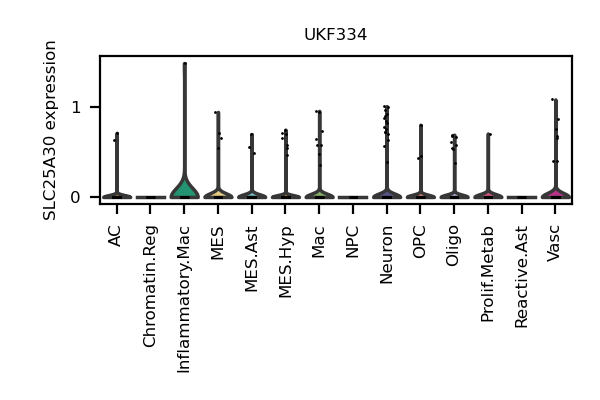 UKF334
SLC25A30 expression
1
0
AC
Chromatin.Reg
Inflammatory.Mac
MES
MES.Ast
MES.Hyp
Mac
NPC
Neuron
OPC
Oligo
Prolif.Metab
Reactive.Ast
Vasc